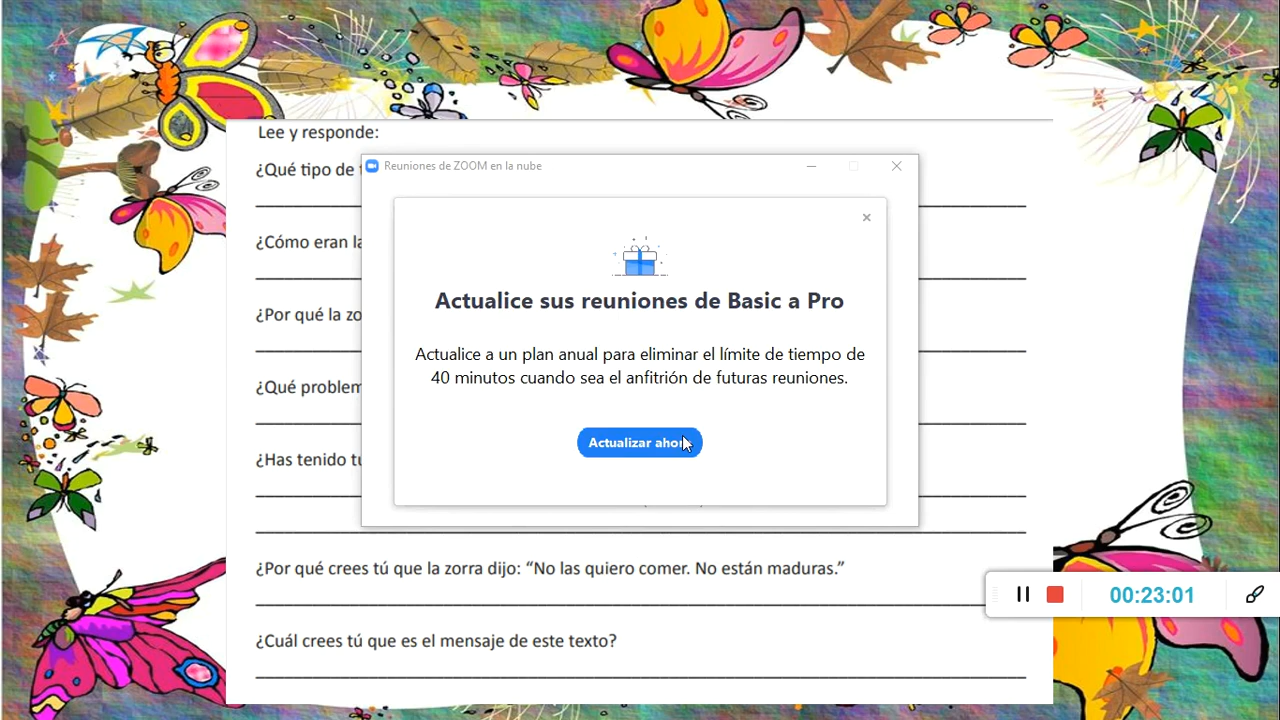 Lee y responde:
¿Qué tipo de
Reuniones de ZOOM en la nube
¿Cómo eran la
¿Por qué la zo
¿Qué problem
¿Has tenido tu
Actualice sus reuniones de Basic a Pro
Actualice a un plan anual para eliminar el límite de tiempo de
40 minutos cuando sea el anfitrión de futuras reuniones.
Actualizar ahor
¿Por qué crees tú que la zorra dijo: “No las quiero comer. No están maduras.”
00:23:01
¿Cuál crees tú que es el mensaje de este texto?